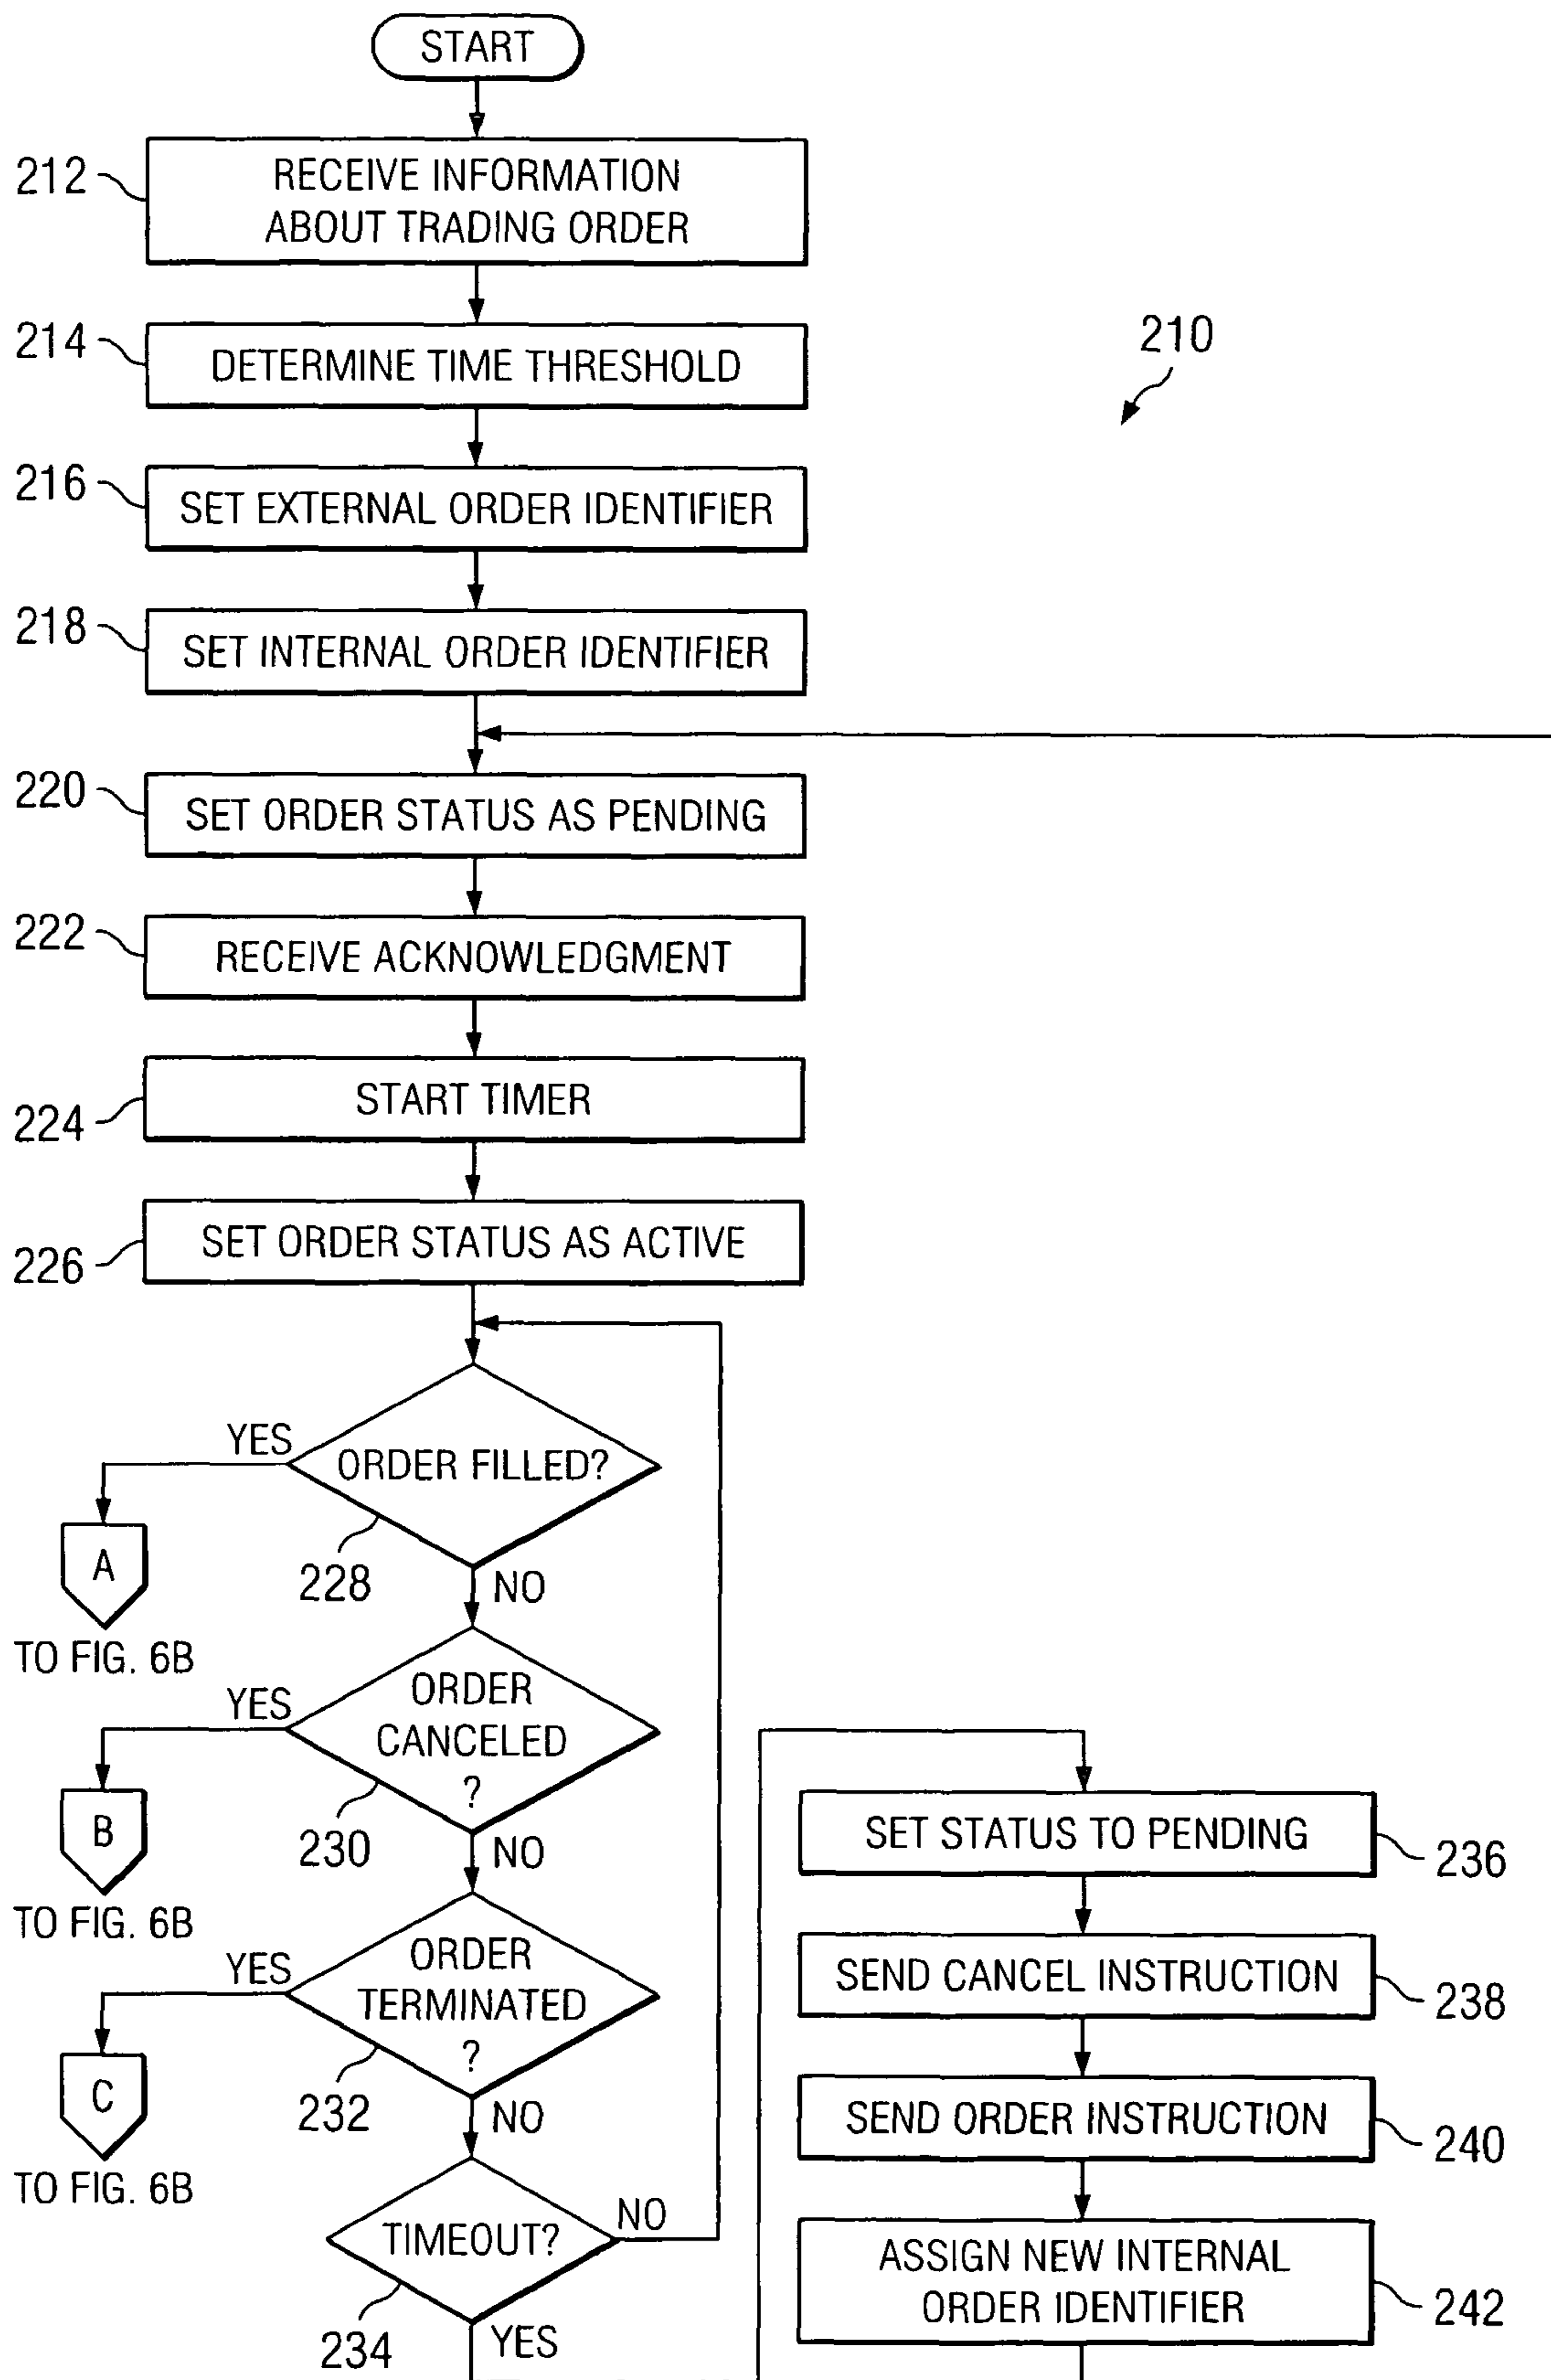 START
212
RECEIVE INFORMATION
ABOUT TRADING ORDER
210
214
DETERMINE TIME THRESHOLD
216
SET EXTERNAL ORDER IDENTIFIER
218
SET INTERNAL ORDER IDENTIFIER
220
SET ORDER STATUS AS PENDING
222
RECEIVE ACKNOWLEDGMENT
224
START TIMER
226
SET ORDER STATUS AS ACTIVE
YES
ORDER FILLED?
A
228
NO
TO FIG. 6B
YES
ORDER
CANCELED
?
B
230
NO
TO FIG. 6B
YES
ORDER
TERMINATED
?
C
232
NO
TO FIG. 6B
TIMEOUT?
NO
234
YES
SET STATUS TO PENDING
236
SEND CANCEL INSTRUCTION
238
SEND ORDER INSTRUCTION
240
ASSIGN NEW INTERNAL
ORDER IDENTIFIER
242